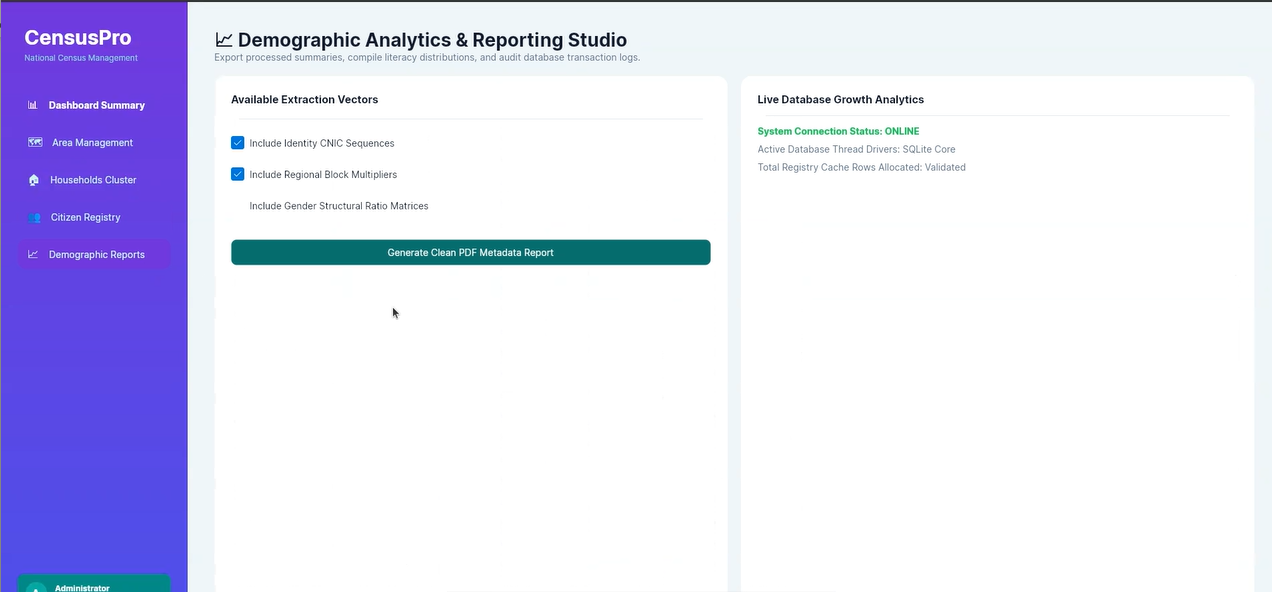 CensusPro
National Census Management
Dashboard Summary
Area Management
Households Cluster
Citizen Registry
Demographic Reports
Administrator
Demographic Analytics & Reporting Studio
Export processed summaries, compile literacy distributions, and audit database transaction logs.
Available Extraction Vectors
Include Identity CNIC Sequences
Include Regional Block Multipliers
Include Gender Structural Ratio Matrices
Generate Clean PDF Metadata Report
Live Database Growth Analytics
System Connection Status: ONLINE
Active Database Thread Drivers: SQLite Core
Total Registry Cache Rows Allocated: Validated